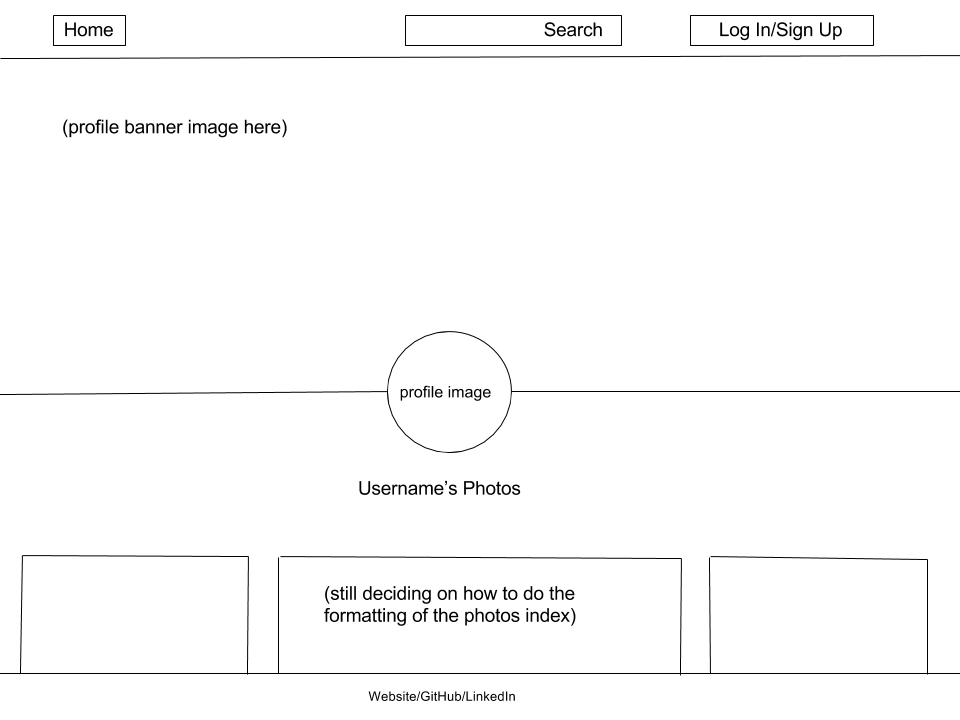 Home
Search
Log In/Sign Up
(profile banner image here)
profile image
Username’s Photos
(still deciding on how to do the
formatting of the photos index)
Website/GitHub/LinkedIn